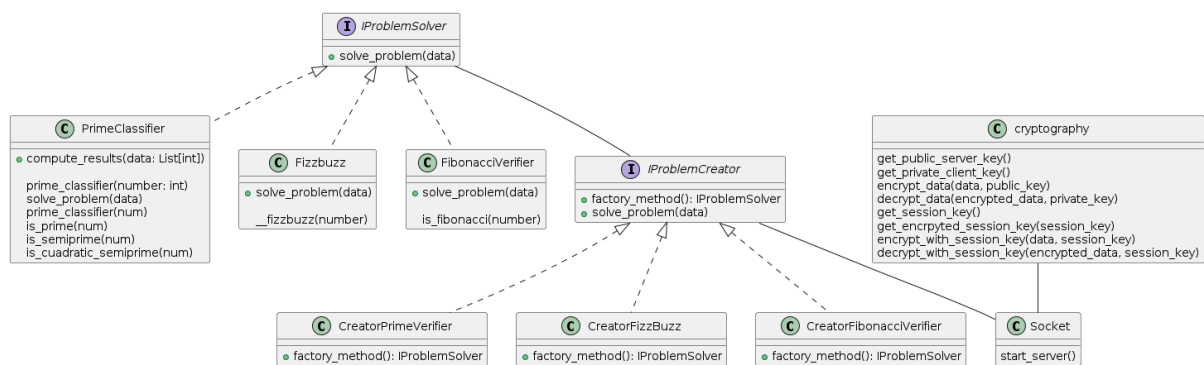 I IProblemSolver
solve_problem(data)
C PrimeClassifier
compute_results(data: List[int])
prime_classifier(number: int)
solve_problem(data)
prime_classifier(num)
is_prime(num)
is_semiprime(num)
is_cuadratic_semiprime(num)
C Fizzbuzz
solve_problem(data)
__fizzbuzz(number)
C FibonacciVerifier
solve_problem(data)
is_fibonacci(number)
I IProblemCreator
factory_method(): IProblemSolver
solve_problem(data)
C cryptography
get_public_server_key()
get_private_client_key()
encrypt_data(data, public_key)
decrypt_data(encrypted_data, private_key)
get_session_key()
get_encrpyted_session_key(session_key)
encrypt_with_session_key(data, session_key)
decrypt_with_session_key(encrypted_data, session_key)
C CreatorPrimeVerifier
factory_method(): IProblemSolver
C CreatorFizzBuzz
factory_method(): IProblemSolver
C CreatorFibonacciVerifier
factory_method(): IProblemSolver
C Socket
start_server()